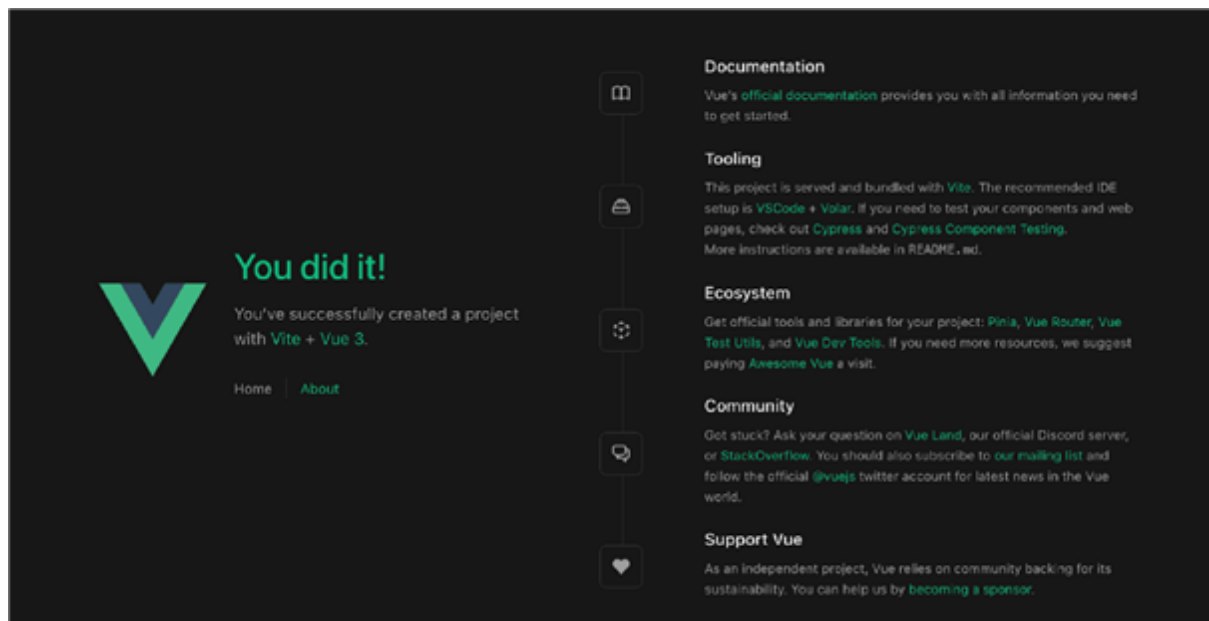 You did it!
You've successfully created a project
with Vite + Vue 3.
Home About
Documentation
Vue's official documentation provides you with all information you need
to get started.
Tooling
This project is served and bundled with Vite. The recommended IDE
setup is VSCode + Volar. If you need to test your components and web
pages, check out Cypress and Cypress Component Testing.
More instructions are available in README.md.
Ecosystem
Get official tools and libraries for your project: Pinia, Vue Router, Vue
Test Utils, and Vue Dev Tools. If you need more resources, we suggest
paying Awesome Vue a visit.
Community
Got stuck? Ask your question on Vue Land, our official Discord server,
or StackOverflow. You should also subscribe to our mailing list and
follow the official @vuejs twitter account for latest news in the Vue
world.
Support Vue
As an independent project, Vue relies on community backing for its
sustainability. You can help us by becoming a sponsor.